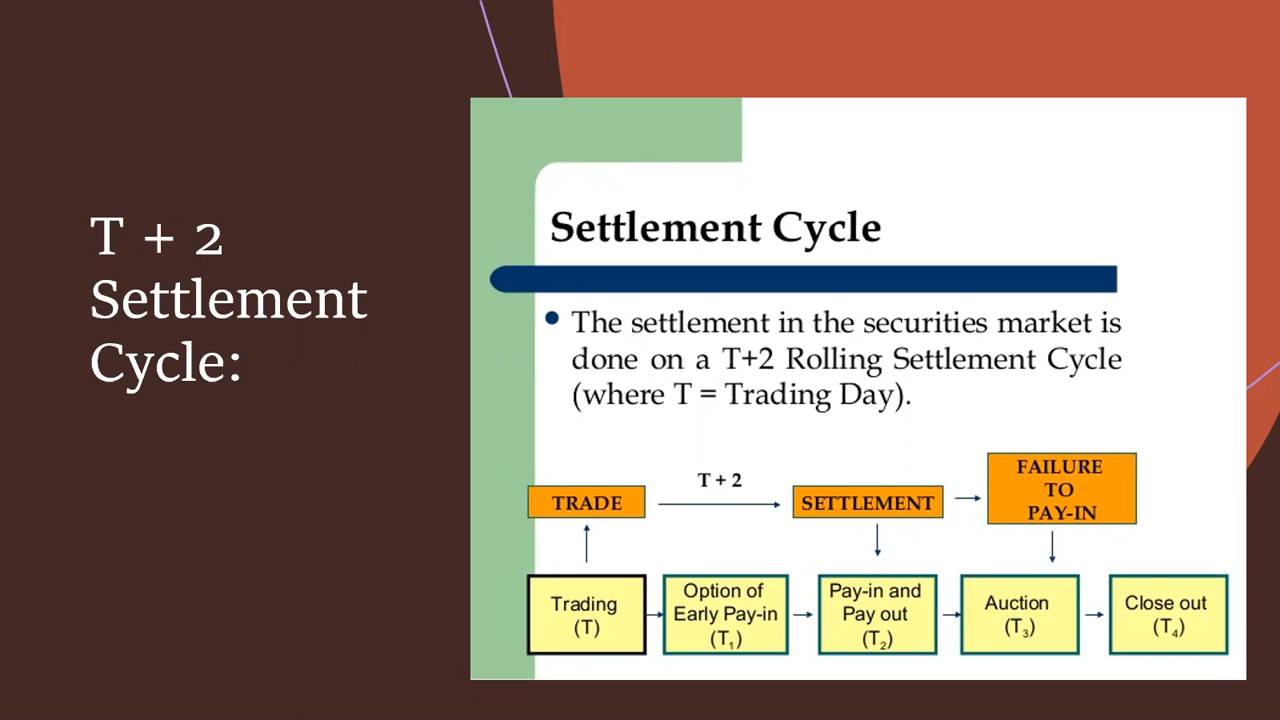 T + 2
Settlement
Cycle:
Settlement Cycle
• The settlement in the securities market is
done on a T+2 Rolling Settlement Cycle
(where T = Trading Day).
T + 2
TRADE
SETTLEMENT
FAILURE
TO
PAY-IN
Trading
(T)
Option of
Early Pay-in
(T₁)
Pay-in and
Pay out
(T₂)
Auction
(T₃)
Close out
(T₄)